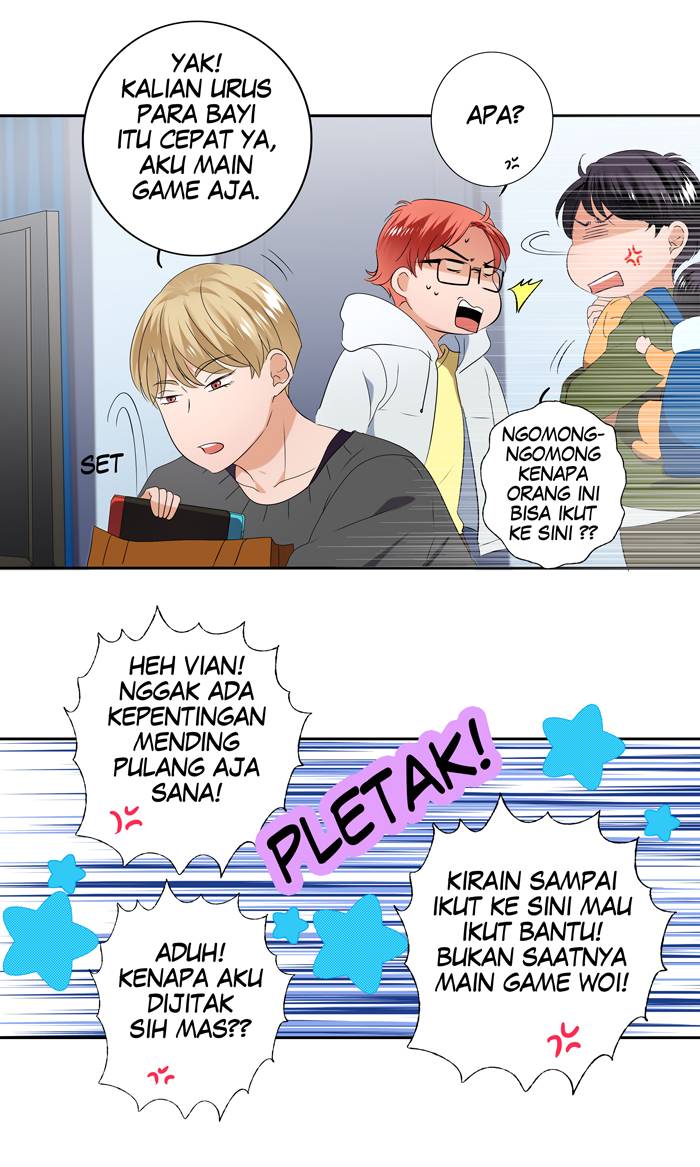 YAK!
KALIAN URUS
PARA BAYI
ITU CEPAT YA,
AKU MAIN
GAME AJA.
APA?
SET
NGOMONG-
NGOMONG
KENAPA
ORANG INI
BISA IKUT
KE SINI ??
HEH VIAN!
NGGAK ADA
KEPENTINGAN
MENDING
PULANG AJA
SANA!
PLETAK!
KIRAIN SAMPAI
IKUT KE SINI MAU
IKUT BANTU!
BUKAN SAATNYA
MAIN GAME WOI!
ADUH!
KENAPA AKU
DIJITAK
SIH MAS??